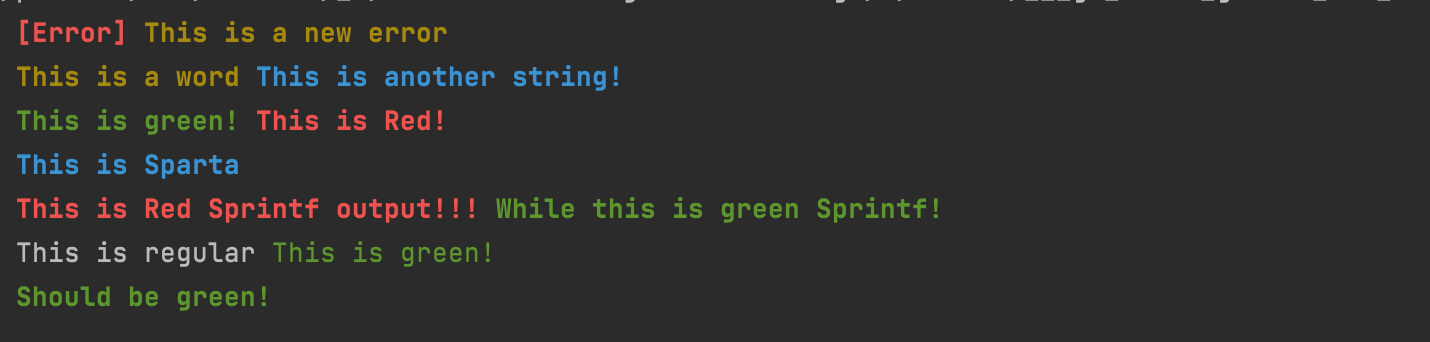 [Error] This is a new error
This is a word This is another string!
This is green! This is Red!
This is Sparta
This is Red Sprintf output!!! While this is green Sprintf!
This is regular This is green!
Should be green!